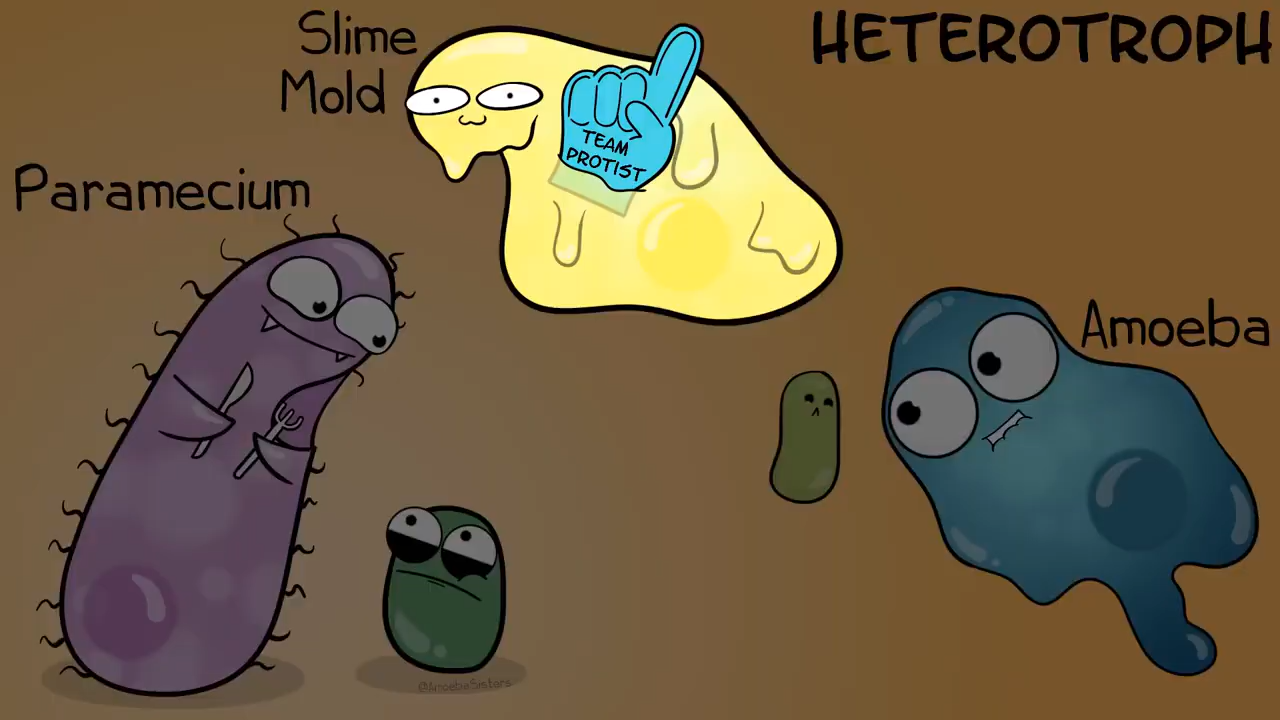 HETEROTROPH
Slime
Mold
TEAM
PROTIST
Paramecium
Amoeba
@AmoebaSisters